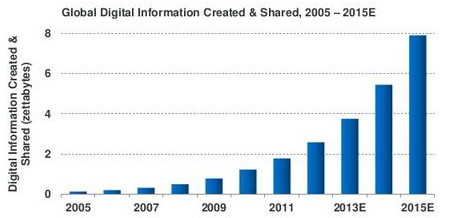 Global Digital Information Created & Shared, 2005 – 2015E
Digital Information Created &
Shared (zettabytes)
8
6
4
2
0
2005
2007
2009
2011
2013E
2015E